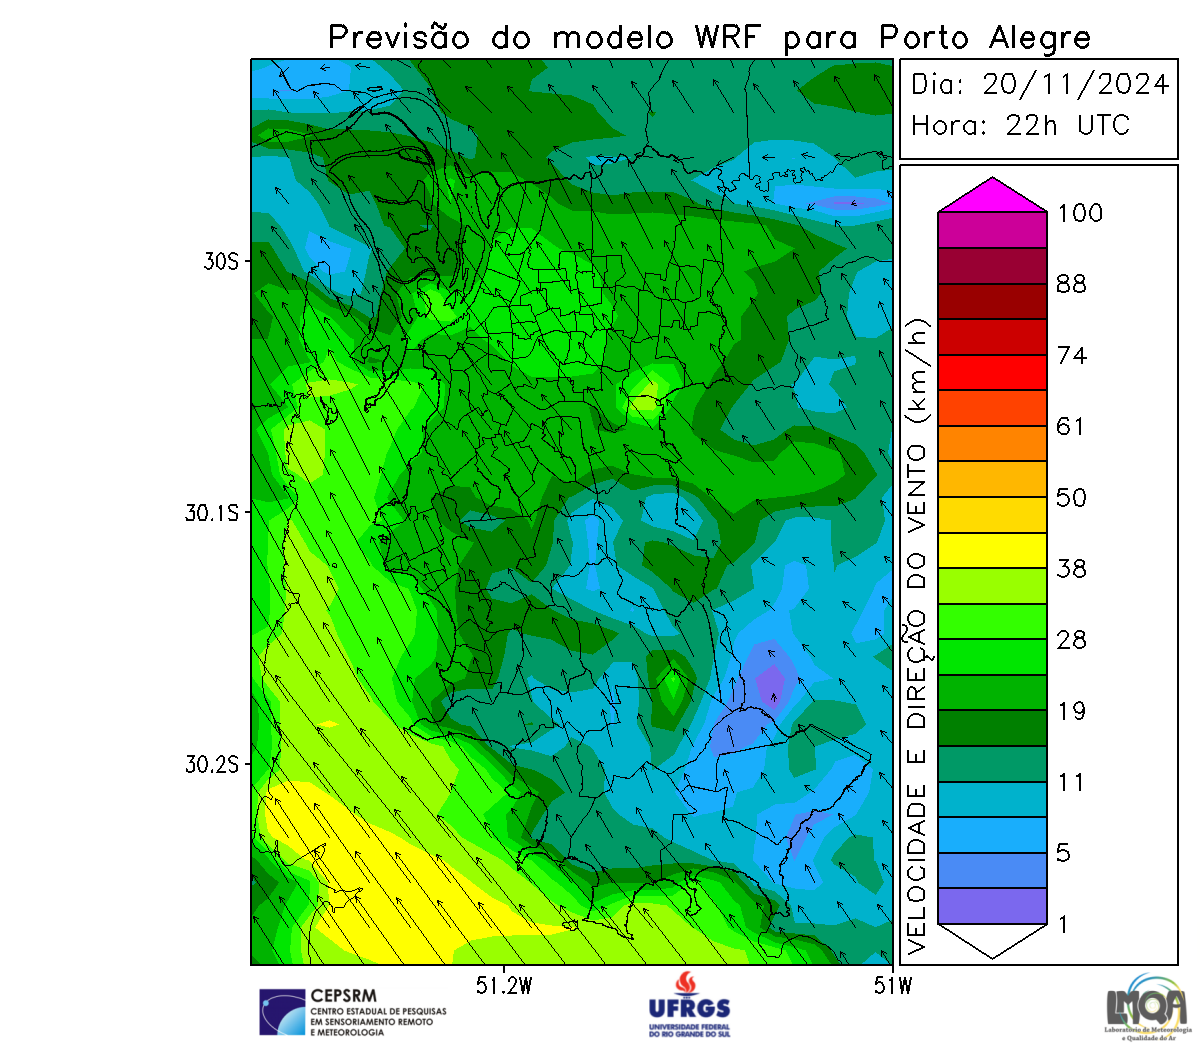 Previsão do modelo WRF para Porto Alegre
Dia: 20/11/2024
Hora: 22h UTC
30S
30.1S
30.2S
51.2W
51W
VELOCIDADE E DIREÇÃO DO VENTO (km/h)
100
88
74
61
50
38
28
19
11
5
1
CEPSRM
CENTRO ESTADUAL DE PESQUISAS
EM SENSORIAMENTO REMOTO
E METEOROLOGIA
UFRGS
UNIVERSIDADE FEDERAL
DO RIO GRANDE DO SUL
LMQA
Laboratório de Meteorologia
e Qualidade do Ar